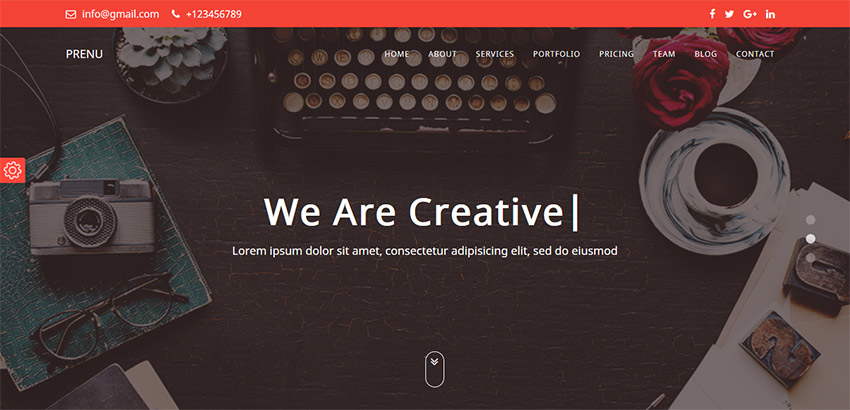 info@gmail.com +123456789
PRENU HOME ABOUT SERVICES PORTFOLIO PRICING TEAM BLOG CONTACT
We Are Creative|
Lorem ipsum dolor sit amet, consectetur adipisicing elit, sed do eiusmod